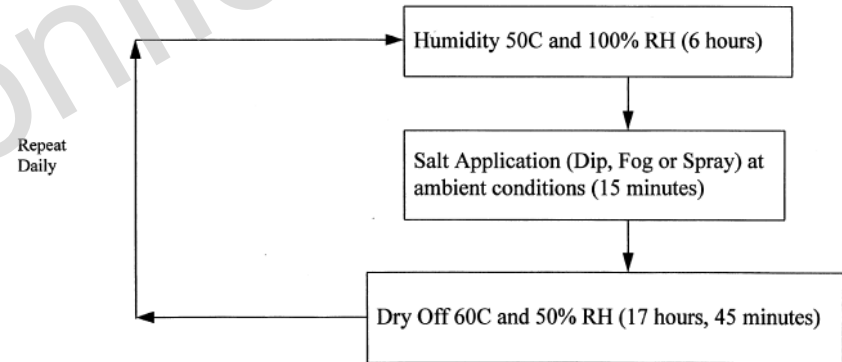 Humidity 50C and 100% RH (6 hours)
Repeat
Daily
Salt Application (Dip, Fog or Spray) at
ambient conditions (15 minutes)
Dry Off 60C and 50% RH (17 hours, 45 minutes)